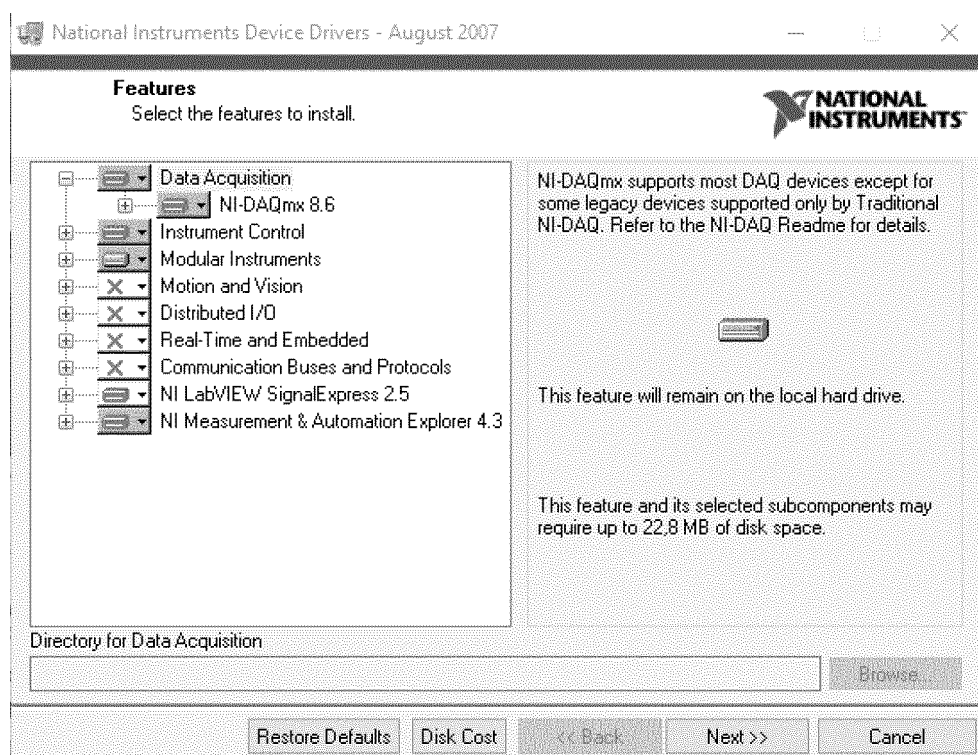 National Instruments Device Drivers - August 2007
Features
Select the features to install.
NATIONAL
INSTRUMENTS
Data Acquisition
NI-DAQmx 8.6
Instrument Control
Modular Instruments
Motion and Vision
Distributed I/O
Real-Time and Embedded
Communication Buses and Protocols
NI LabVIEW SignalExpress 2.5
NI Measurement & Automation Explorer 4.3
NI-DAQmx supports most DAQ devices except for
some legacy devices supported only by Traditional
NI-DAQ. Refer to the NI-DAQ Readme for details.
This feature will remain on the local hard drive.
This feature and its selected subcomponents may
require up to 22,8 MB of disk space.
Directory for Data Acquisition
Browse...
Restore Defaults
Disk Cost
<< Back
Next >>
Cancel